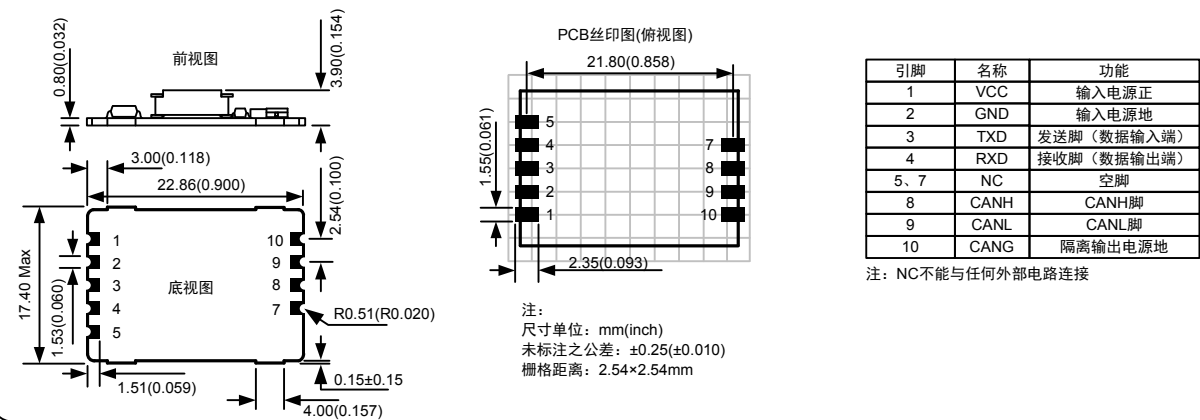 前视图
0.80(0.032)
3.90(0.154)
3.00(0.118)
22.86(0.900)
2.54(0.100)
17.40 Max
1.53(0.060)
1
2
3
4
5
底视图
10
9
8
7
R0.51(R0.020)
1.51(0.059)
0.15±0.15
4.00(0.157)
PCB丝印图(俯视图)
21.80(0.858)
1.55(0.061)
5
4
3
2
1
7
8
9
10
2.35(0.093)
注：
尺寸单位：mm(inch)
未标注之公差：±0.25(±0.010)
栅格距离：2.54×2.54mm
引脚 名称 功能
1 VCC 输入电源正
2 GND 输入电源地
3 TXD 发送脚（数据输入端）
4 RXD 接收脚（数据输出端）
5、7 NC 空脚
8 CANH CANH脚
9 CANL CANL脚
10 CANG 隔离输出电源地
注：NC不能与任何外部电路连接